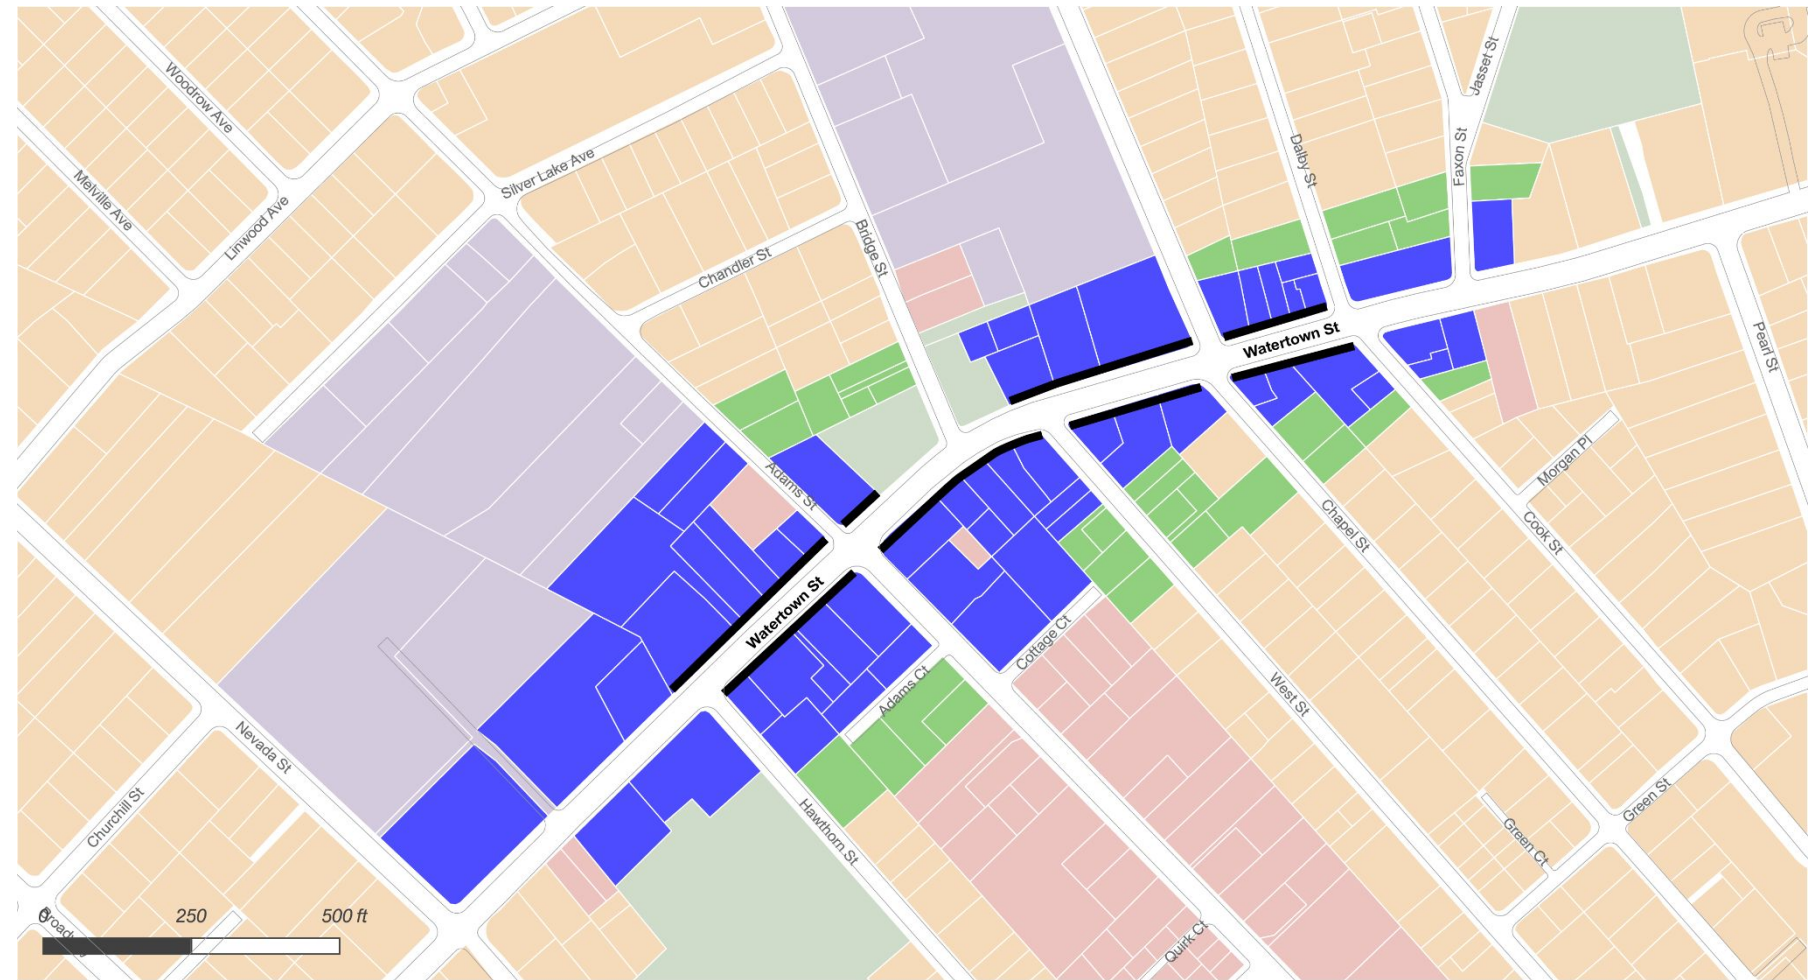 Jasset St
Woodrow Ave
Dalby St
Faxon St
Silver Lake Ave
Melville Ave
Linwood Ave
Bridge St
Chandler St
Watertown St
Pearl St
Morgan Pl
Adams St
Chapel St
Cook St
Watertown St
Cottage Ct
Adams Ct
West St
Nevada St
Churchill St
Hawthorn St
Green St
Green Ct
0 250 500 ft
Quirk Ct